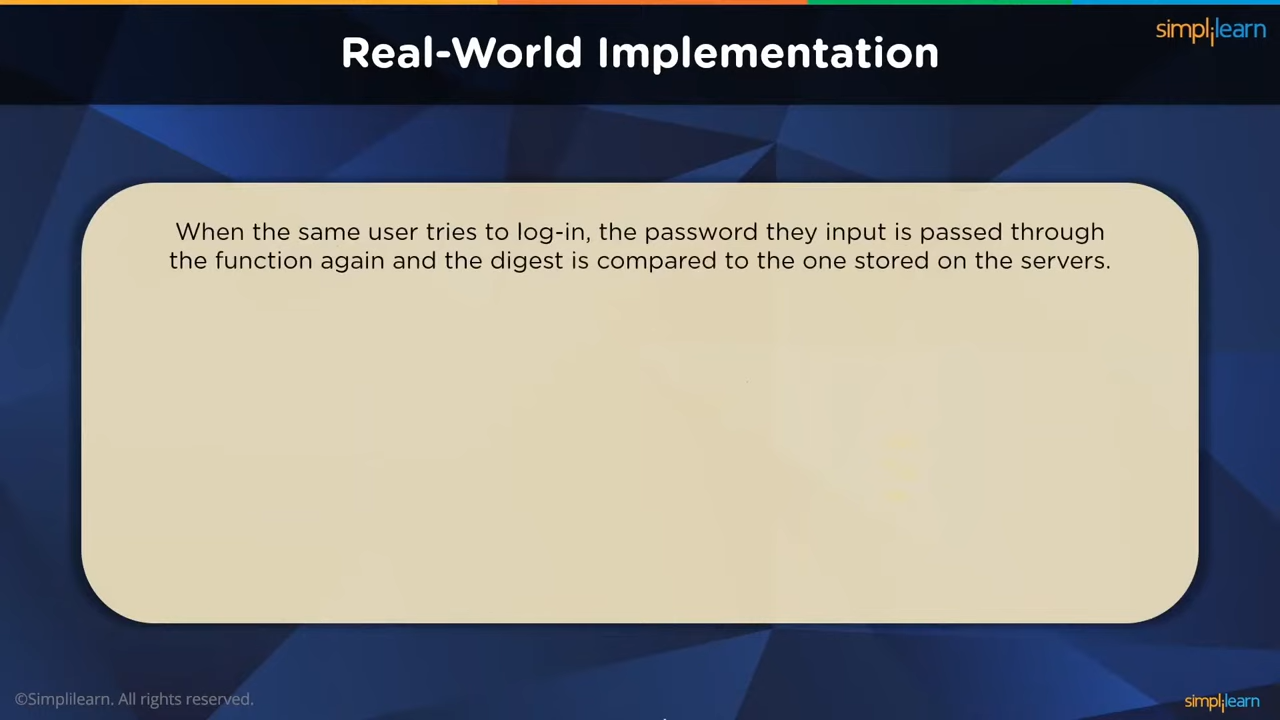 simplilearn
Real-World Implementation
When the same user tries to log-in, the password they input is passed through
the function again and the digest is compared to the one stored on the servers.
©Simplilearn. All rights reserved.
simplilearn